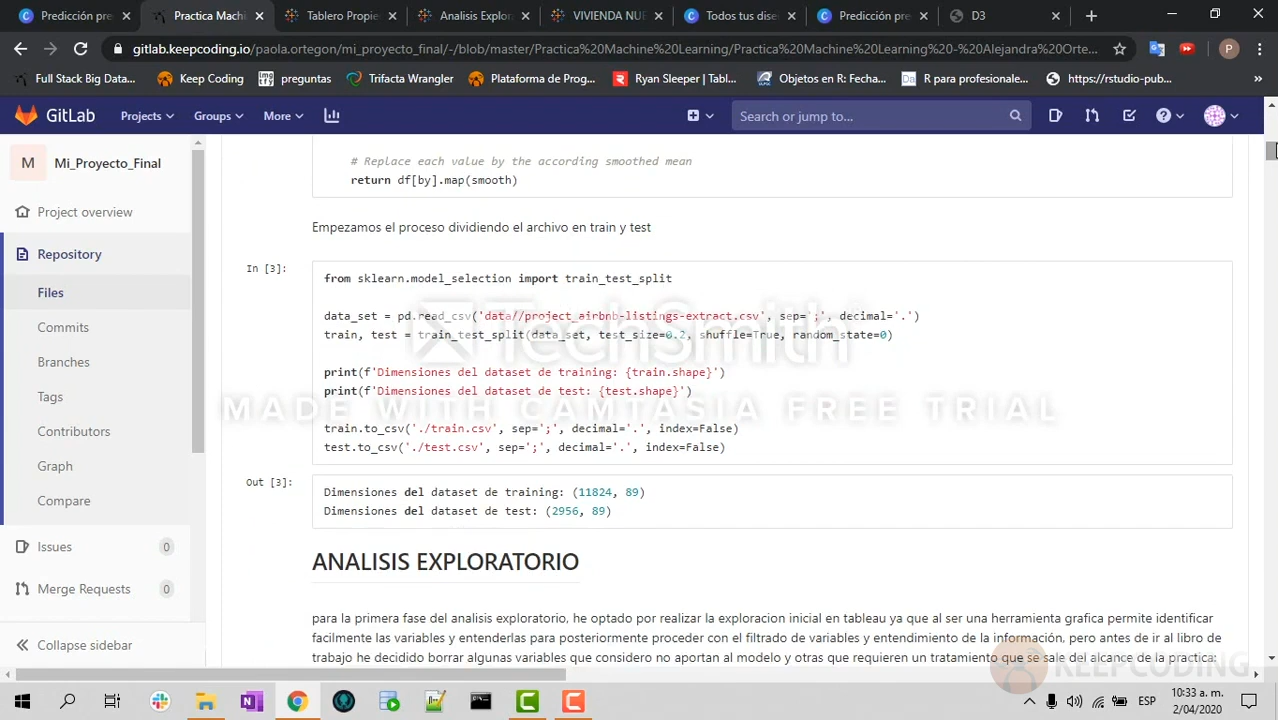 Predicción pre
Practica Machi
Tablero Propie
Analisis Explor
VIVIENDA NUE
Todos tus dise
Predicción pre
D3
gitlab.keepcoding.io/paola.ortegon/mi_proyecto_final/-/blob/master/Practica%20Machine%20Learning/Practica%20Machine%20Learning%20-%20Alejandra%20Orte...
P
Full Stack Big Data...
Keep Coding
preguntas
Trifacta Wrangler
Plataforma de Prog...
Ryan Sleeper | Tabl...
Objetos en R: Fecha...
R para profesionale...
https://rstudio-pub...
»
GitLab
Projects
Groups
More
Search or jump to...
M
Mi_Proyecto_Final
Project overview
Repository
Files
Commits
Branches
Tags
Contributors
Graph
Compare
Issues
0
Merge Requests
0
Collapse sidebar
# Replace each value by the according smoothed mean
return df[by].map(smooth)
Empezamos el proceso dividiendo el archivo en train y test
In [3]:
from sklearn.model_selection import train_test_split
data_set = pd.read_csv('data//project_airbnb-listings-extract.csv', sep=';', decimal='.')
train, test = train_test_split(data_set, test_size=0.2, shuffle=True, random_state=0)
print(f'Dimensiones del dataset de training: {train.shape}')
print(f'Dimensiones del dataset de test: {test.shape}')
train.to_csv('./train.csv', sep=';', decimal='.', index=False)
test.to_csv('./test.csv', sep=';', decimal='.', index=False)
Out [3]:
Dimensiones del dataset de training: (11824, 89)
Dimensiones del dataset de test: (2956, 89)
ANALISIS EXPLORATORIO
para la primera fase del analisis exploratorio, he optado por realizar la exploracion inicial en tableau ya que al ser una herramienta grafica permite identificar
facilmente las variables y entenderlas para posteriormente proceder con el filtrado de variables y entendimiento de la información, pero antes de ir al libro de
trabajo he decidido borrar algunas variables que considero no aportan al modelo y otras que requieren un tratamiento que se sale del alcance de la practica:
TechSmith
MADE WITH CAMTASIA FREE TRIAL
KEEPCODING
ESP
0:33 a. m.
2/04/2020